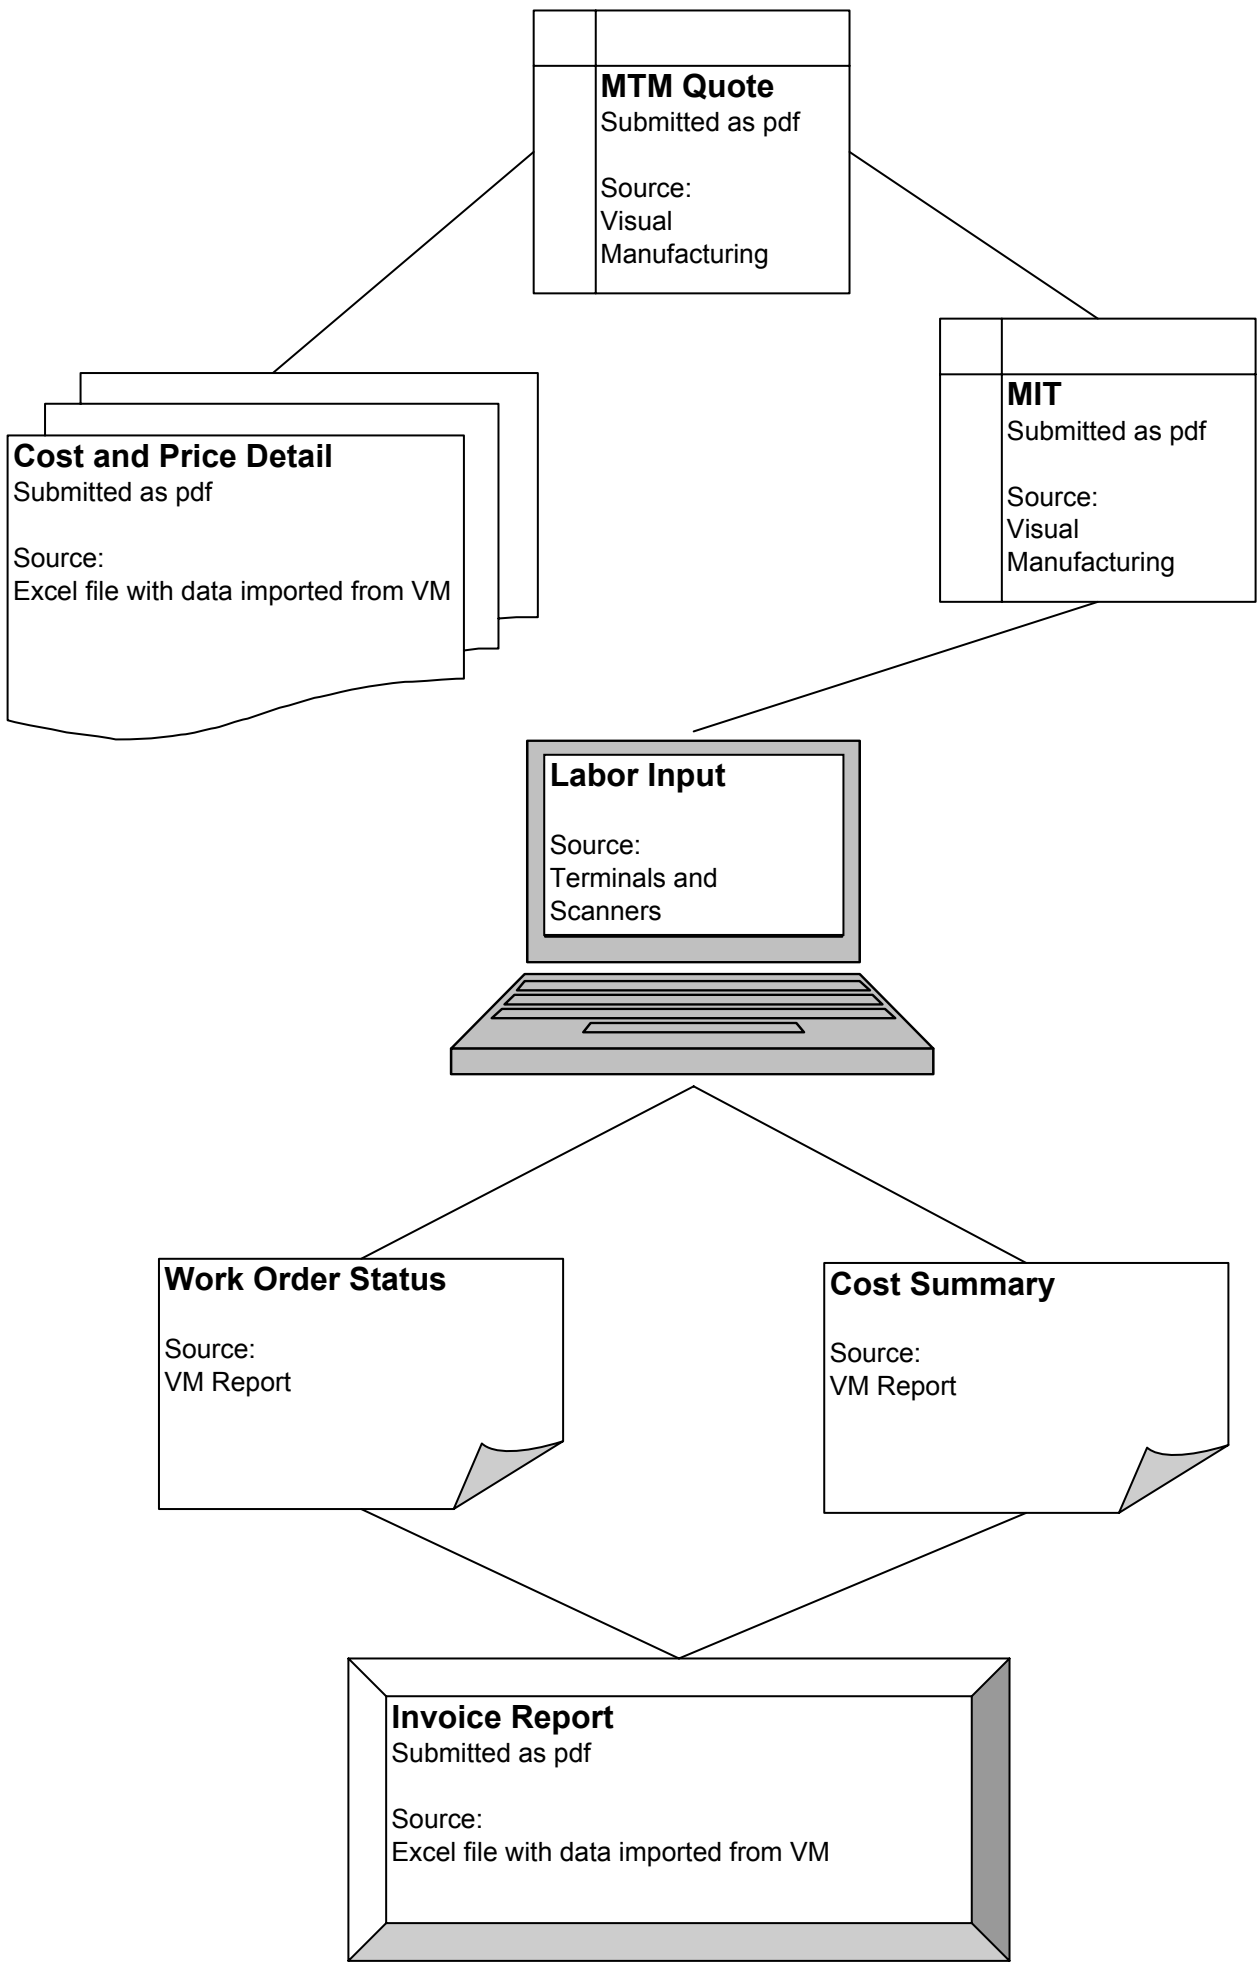 MTM Quote
Submitted as pdf
Source:
Visual
Manufacturing
MIT
Submitted as pdf
Source:
Visual
Manufacturing
Cost and Price Detail
Submitted as pdf
Source:
Excel file with data imported from VM
Labor Input
Source:
Terminals and
Scanners
Work Order Status
Source:
VM Report
Cost Summary
Source:
VM Report
Invoice Report
Submitted as pdf
Source:
Excel file with data imported from VM